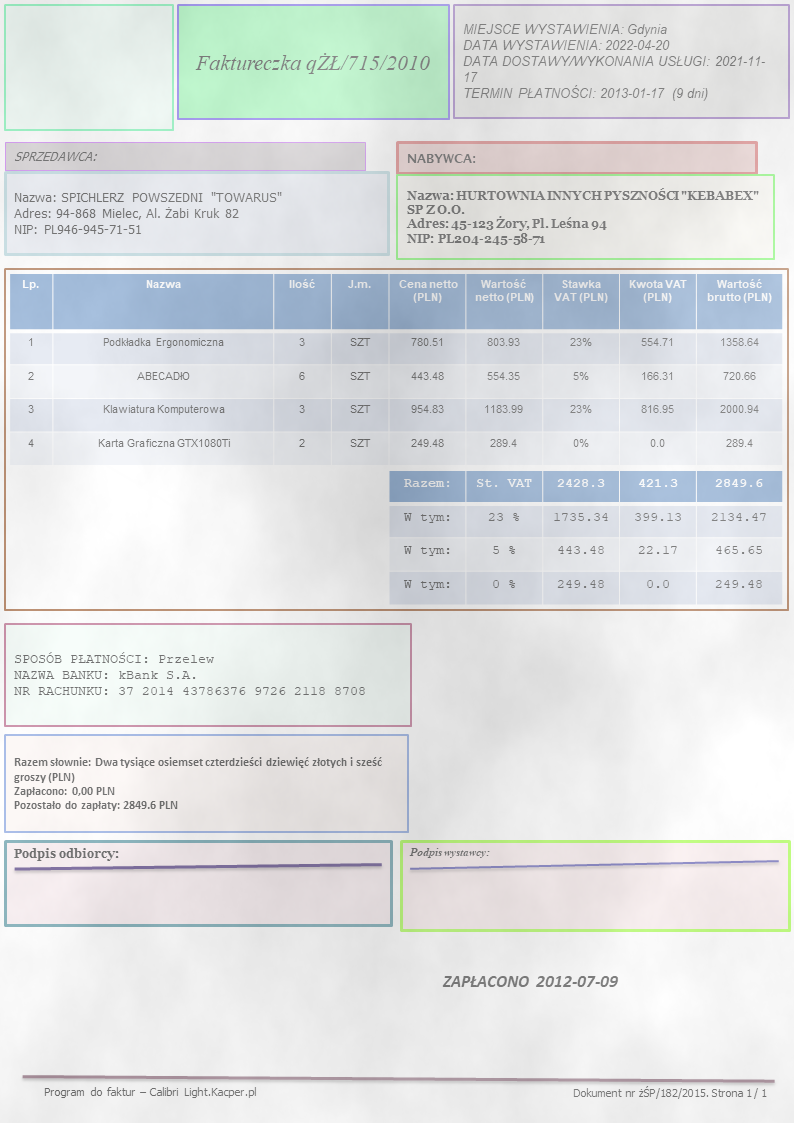 Faktureczka qŻŁ/715/2010
MIEJSCE WYSTAWIENIA: Gdynia
DATA WYSTAWIENIA: 2022-04-20
DATA DOSTAWY/WYKONANIA USŁUGI: 2021-11-
17
TERMIN PŁATNOŚCI: 2013-01-17 (9 dni)
SPRZEDAWCA:
Nazwa: SPICHLERZ POWSZEDNI "TOWARUS"
Adres: 94-868 Mielec, Al. Żabi Kruk 82
NIP: PL946-945-71-51
NABYWCA:
Nazwa: HURTOWNIA INNYCH PYSZNOŚCI "KEBABEX"
SP Z O.O.
Adres: 45-123 Żory, Pl. Leśna 94
NIP: PL204-245-58-71
Lp. Nazwa Ilość J.m. Cena netto Wartość Stawka Kwota VAT Wartość
(PLN) netto (PLN) VAT (PLN) (PLN) brutto (PLN)
1 Podkładka Ergonomiczna 3 SZT 780.51 803.93 23% 554.71 1358.64
2 ABECADŁO 6 SZT 443.48 554.35 5% 166.31 720.66
3 Klawiatura Komputerowa 3 SZT 954.83 1183.99 23% 816.95 2000.94
4 Karta Graficzna GTX1080Ti 2 SZT 249.48 289.4 0% 0.0 289.4
Razem: St. VAT 2428.3 421.3 2849.6
W tym: 23 % 1735.34 399.13 2134.47
W tym: 5 % 443.48 22.17 465.65
W tym: 0 % 249.48 0.0 249.48
SPOSÓB PŁATNOŚCI: Przelew
NAZWA BANKU: kBank S.A.
NR RACHUNKU: 37 2014 43786376 9726 2118 8708
Razem słownie: Dwa tysiące osiemset czterdzieści dziewięć złotych i sześć
groszy (PLN)
Zapłacono: 0,00 PLN
Pozostało do zapłaty: 2849.6 PLN
Podpis odbiorcy:
Podpis wystawcy:
ZAPŁACONO 2012-07-09
Program do faktur – Calibri Light.Kacper.pl
Dokument nr żŚP/182/2015. Strona 1 / 1